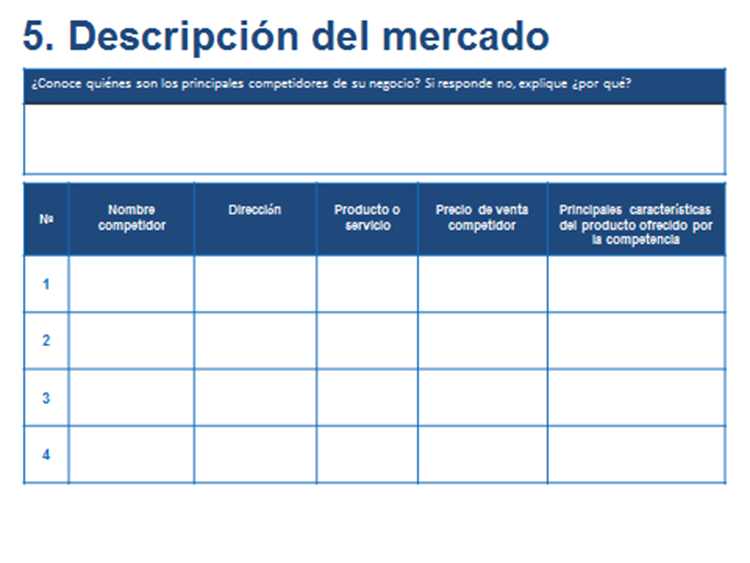 5. Descripción del mercado
¿Conoce quiénes son los principales competidores de su negocio? Si responde no, explique ¿por qué?
Nº
Nombre
competidor
Dirección
Producto o
servicio
Precio de venta
competidor
Principales características
del producto ofrecido por
la competencia
1
2
3
4